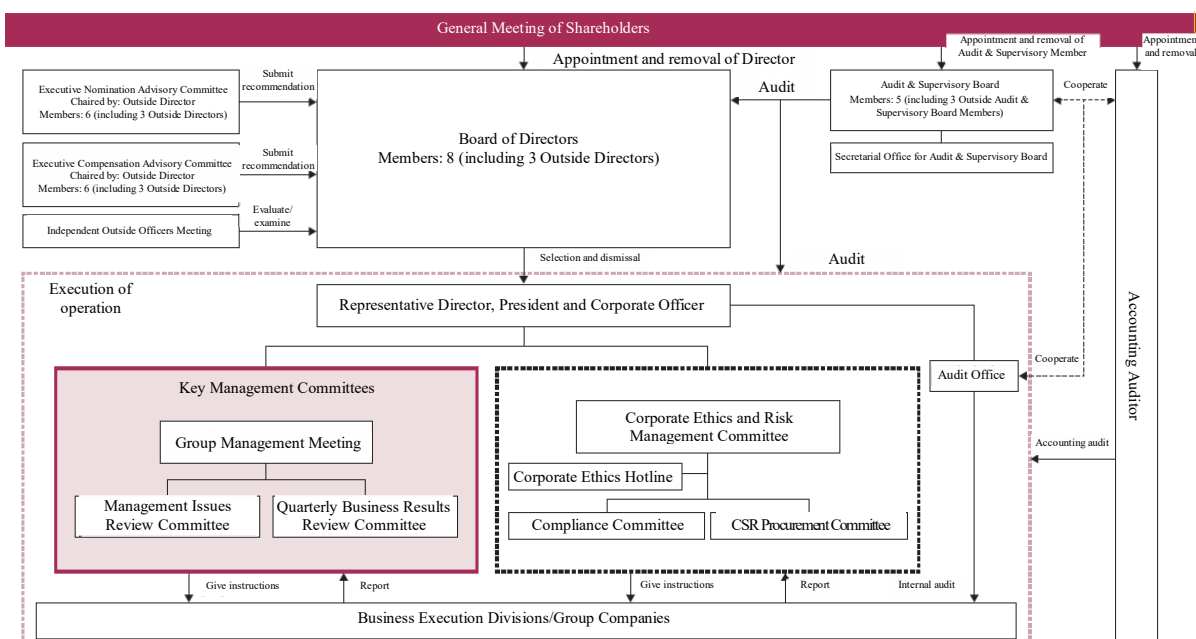 General Meeting of Shareholders
Appointment and removal of Director
Appointment and removal of
Audit & Supervisory Member
Appointment
and removal
Executive Nomination Advisory Committee
Chaired by: Outside Director
Members: 6 (including 3 Outside Directors)
Submit
recommendation
Executive Compensation Advisory Committee
Chaired by: Outside Director
Members: 6 (including 3 Outside Directors)
Submit
recommendation
Independent Outside Officers Meeting
Evaluate/
examine
Board of Directors
Members: 8 (including 3 Outside Directors)
Audit
Audit & Supervisory Board
Members: 5 (including 3 Outside Audit &
Supervisory Board Members)
Secretarial Office for Audit & Supervisory Board
Cooperate
Selection and dismissal
Audit
Execution of
operation
Representative Director, President and Corporate Officer
Accounting Auditor
Cooperate
Audit Office
Key Management Committees
Group Management Meeting
Management Issues
Review Committee
Quarterly Business Results
Review Committee
Corporate Ethics and Risk
Management Committee
Corporate Ethics Hotline
Compliance Committee
CSR Procurement Committee
Accounting audit
Give instructions
Report
Give instructions
Report
Internal audit
Business Execution Divisions/Group Companies